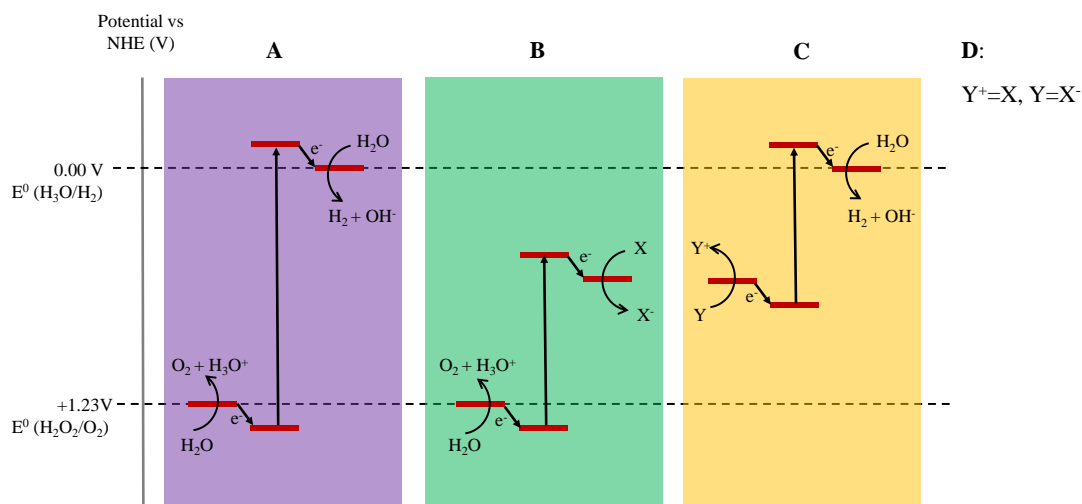 Potential vs
NHE (V)
A
B
C
D:
Y⁺=X, Y=X⁻
0.00 V
E⁰ (H₃O/H₂)
e⁻
H₂O
H₂ + OH⁻
O₂ + H₃O⁺
e⁻
H₂O
e⁻
X
X⁻
O₂ + H₃O⁺
e⁻
H₂O
e⁻
H₂O
H₂ + OH⁻
Y⁺
e⁻
Y
+1.23V
E⁰ (H₂O₂/O₂)